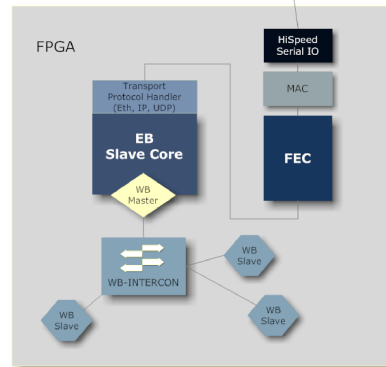 FPGA
HiSpeed
Serial IO
MAC
FEC
Transport
Protocol Handler
(Eth, IP, UDP)
EB
Slave Core
WB
Master
WB-INTERCON
WB
Slave
WB
Slave
WB
Slave